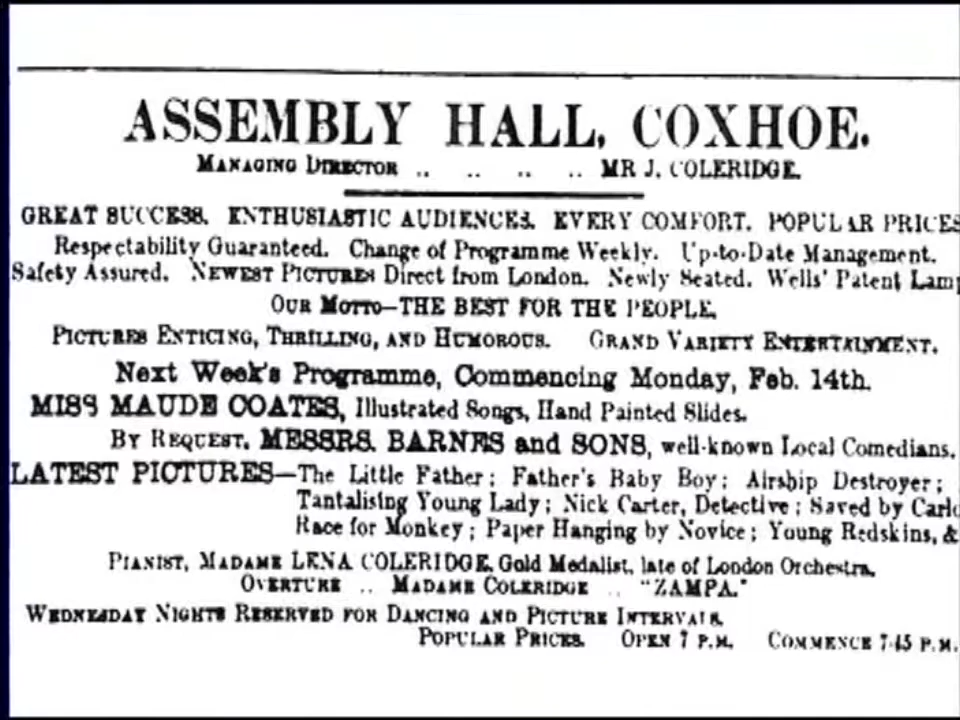 ASSEMBLY HALL, COXHOE.
MANAGING DIRECTOR .. .. .. .. MR J. COLERIDGE.
GREAT SUCCESS. ENTHUSIASTIC AUDIENCES. EVERY COMFORT. POPULAR PRICES
Respectability Guaranteed. Change of Programme Weekly. Up-to-Date Management.
Safety Assured. NEWEST PICTURES Direct from London. Newly Seated. Wells' Patent Lamp
OUR MOTTO—THE BEST FOR THE PEOPLE.
PICTURES ENTICING, THRILLING, AND HUMOROUS. GRAND VARIETY ENTERTAINMENT.
Next Week's Programme, Commencing Monday, Feb. 14th.
MISS MAUDE COATES, Illustrated Songs, Hand Painted Slides.
BY REQUEST, MESSRS. BARNES and SONS, well-known Local Comedians.
LATEST PICTURES—The Little Father; Father's Baby Boy; Airship Destroyer;
Tantalising Young Lady; Nick Carter, Detective; Saved by Carlo
Race for Monkey; Paper Hanging by Novice; Young Redskins, &
PIANIST, MADAME LENA COLERIDGE, Gold Medalist, late of London Orchestra.
OVERTURE .. MADAME COLERIDGE .. "ZAMPA."
WEDNESDAY NIGHTS RESERVED FOR DANCING AND PICTURE INTERVALS.
POPULAR PRICES. OPEN 7 P.M. COMMENCE 7-45 P.M.